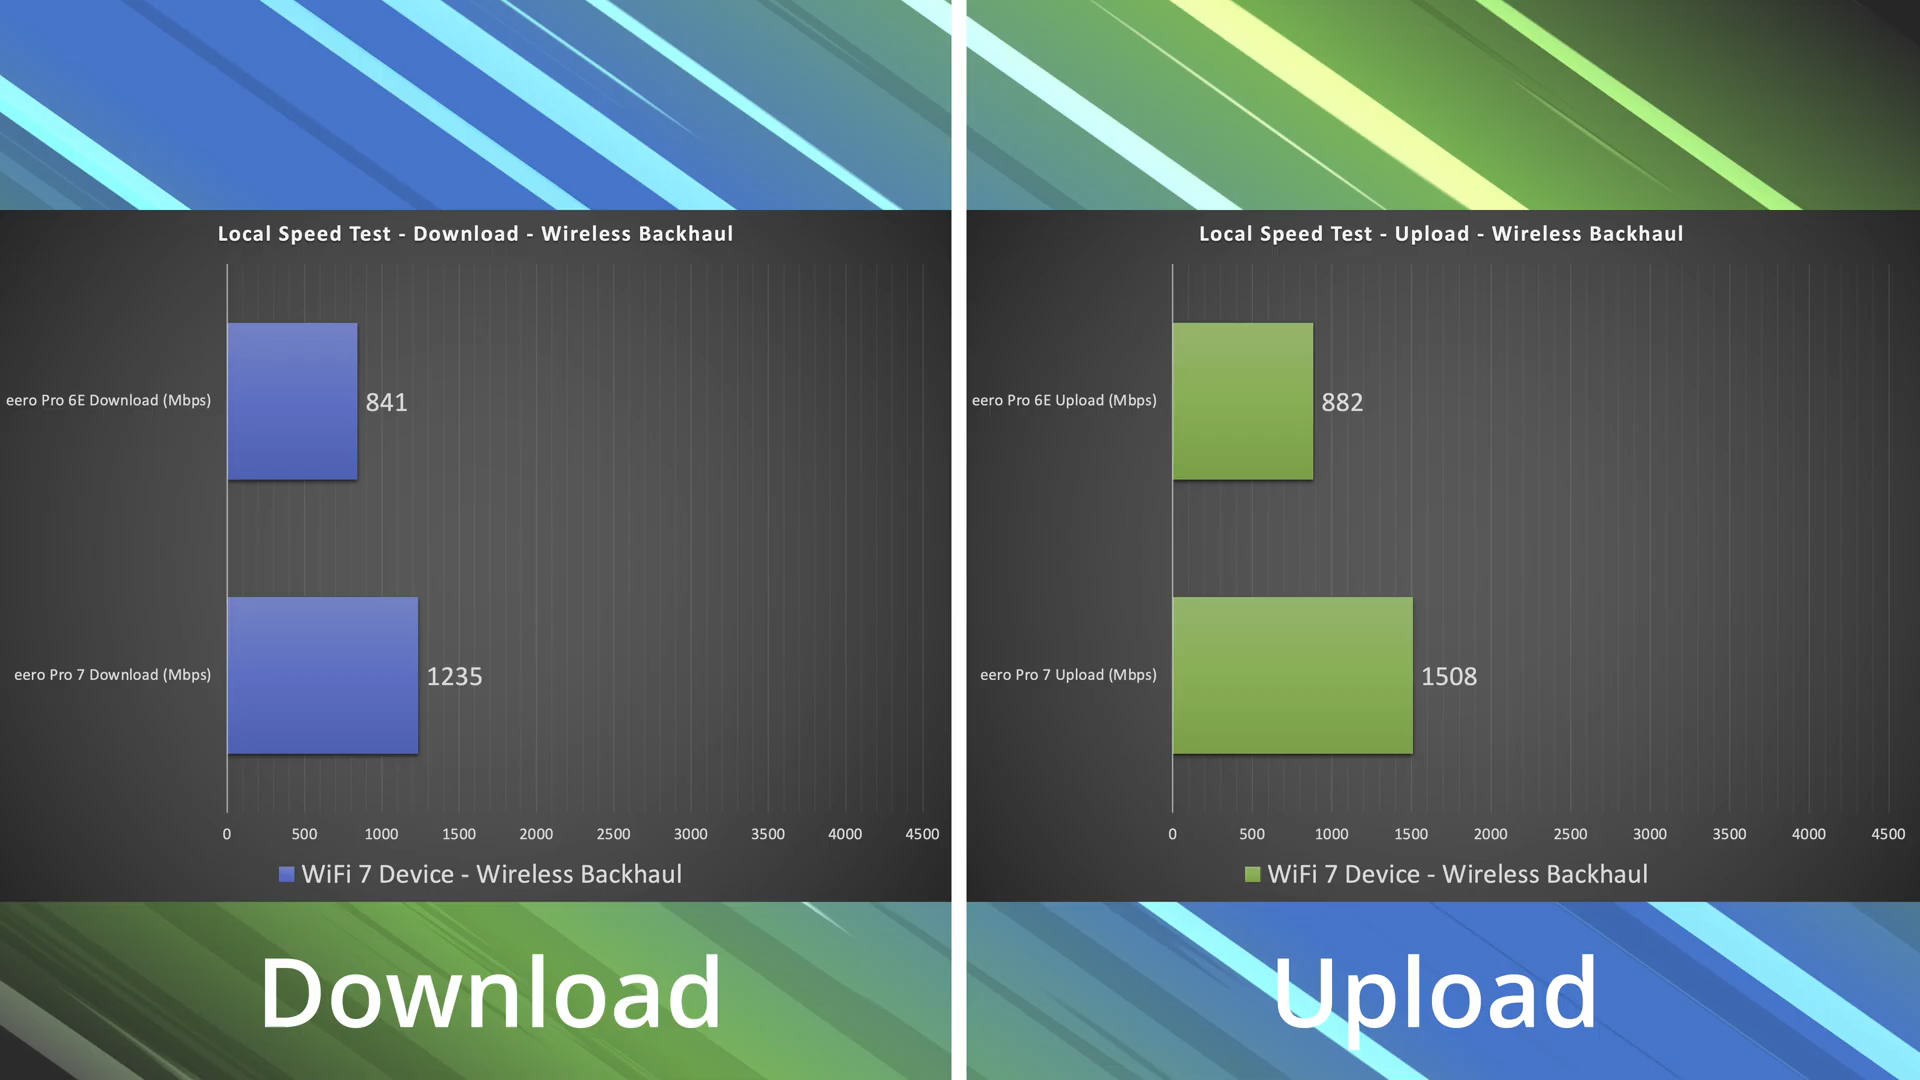 Local Speed Test - Download - Wireless Backhaul
eero Pro 6E Download (Mbps)
841
eero Pro 7 Download (Mbps)
1235
0 500 1000 1500 2000 2500 3000 3500 4000 4500
WiFi 7 Device - Wireless Backhaul
Download
Local Speed Test - Upload - Wireless Backhaul
eero Pro 6E Upload (Mbps)
882
eero Pro 7 Upload (Mbps)
1508
0 500 1000 1500 2000 2500 3000 3500 4000 4500
WiFi 7 Device - Wireless Backhaul
Upload